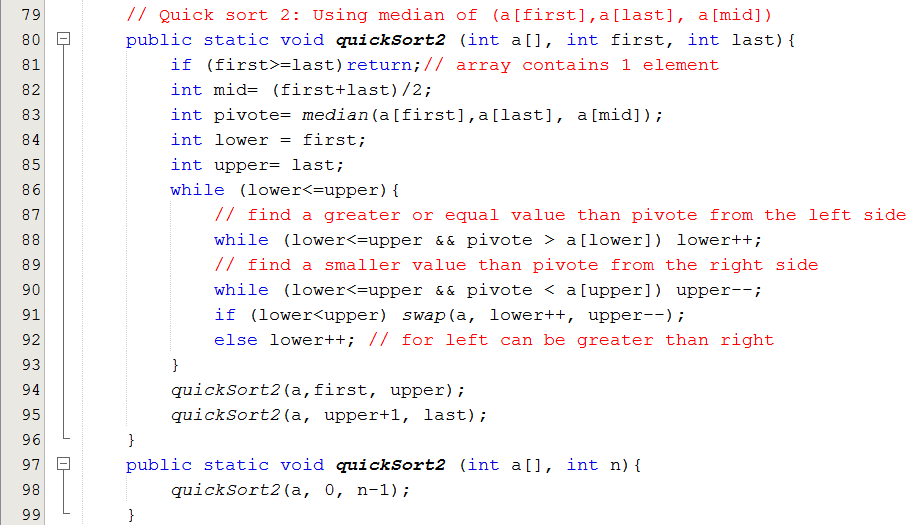 79 // Quick sort 2: Using median of (a[first],a[last], a[mid])
80 public static void quickSort2 (int a[], int first, int last){
81 if (first>=last)return;// array contains 1 element
82 int mid= (first+last)/2;
83 int pivote= median(a[first],a[last], a[mid]);
84 int lower = first;
85 int upper= last;
86 while (lower<=upper){
87 // find a greater or equal value than pivote from the left side
88 while (lower<=upper && pivote > a[lower]) lower++;
89 // find a smaller value than pivote from the right side
90 while (lower<=upper && pivote < a[upper]) upper--;
91 if (lower<upper) swap(a, lower++, upper--);
92 else lower++; // for left can be greater than right
93 }
94 quickSort2(a,first, upper);
95 quickSort2(a, upper+1, last);
96 }
97 public static void quickSort2 (int a[], int n){
98 quickSort2(a, 0, n-1);
99 }